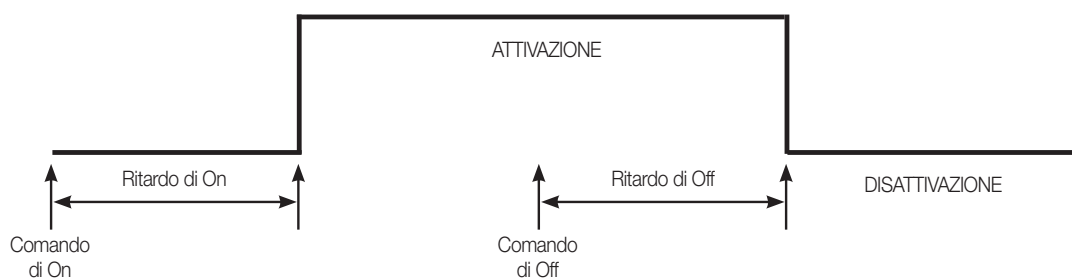 ATTIVAZIONE
Ritardo di On
Ritardo di Off
DISATTIVAZIONE
Comando
di On
Comando
di Off